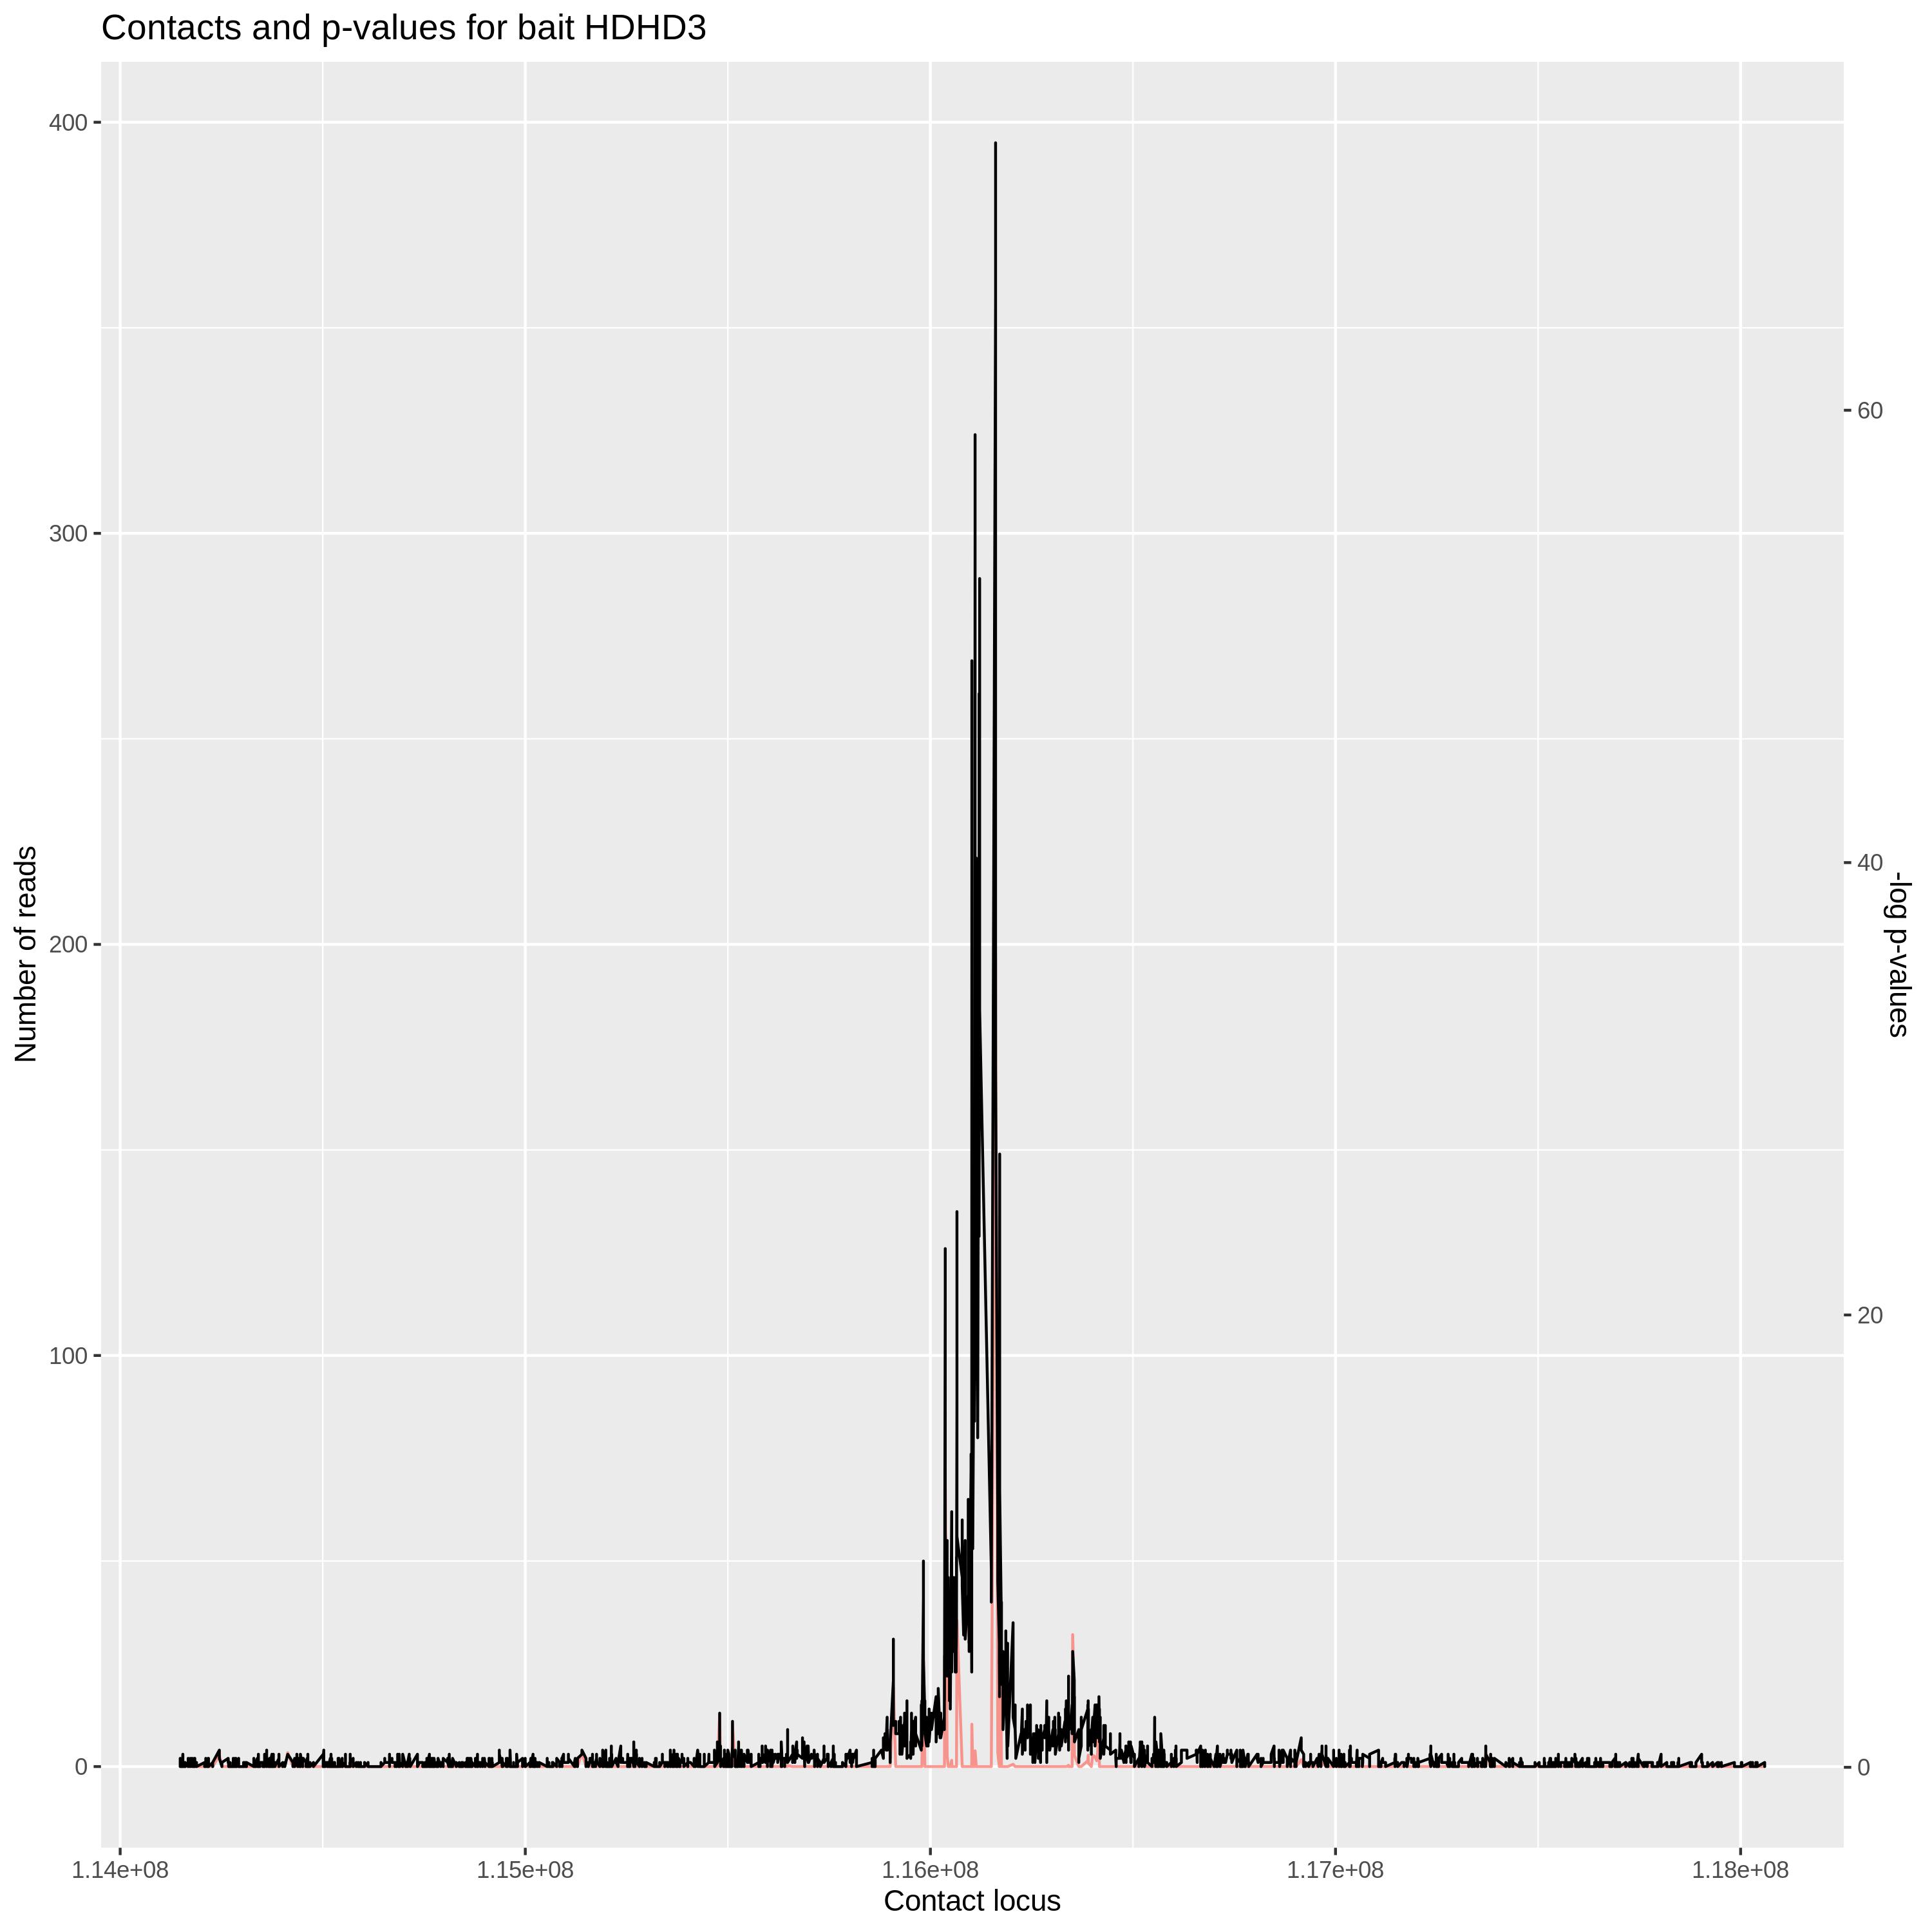 Contacts and p-values for bait HDHD3
400
300
200
100
0
Number of reads
60
40
20
0
-log p-values
1.14e+08 1.15e+08 1.16e+08 1.17e+08 1.18e+08
Contact locus